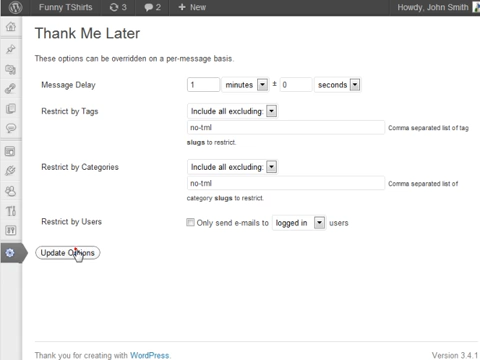 Funny TShirts 3 2 + New Howdy, John Smith
Thank Me Later
These options can be overridden on a per-message basis.
Message Delay 1 minutes ± 0 seconds
Restrict by Tags Include all excluding:
no-tml Comma separated list of tag
slugs to restrict.
Restrict by Categories Include all excluding:
no-tml Comma separated list of
category slugs to restrict.
Restrict by Users Only send e-mails to logged in users
Update Options
Thank you for creating with WordPress. Version 3.4.1